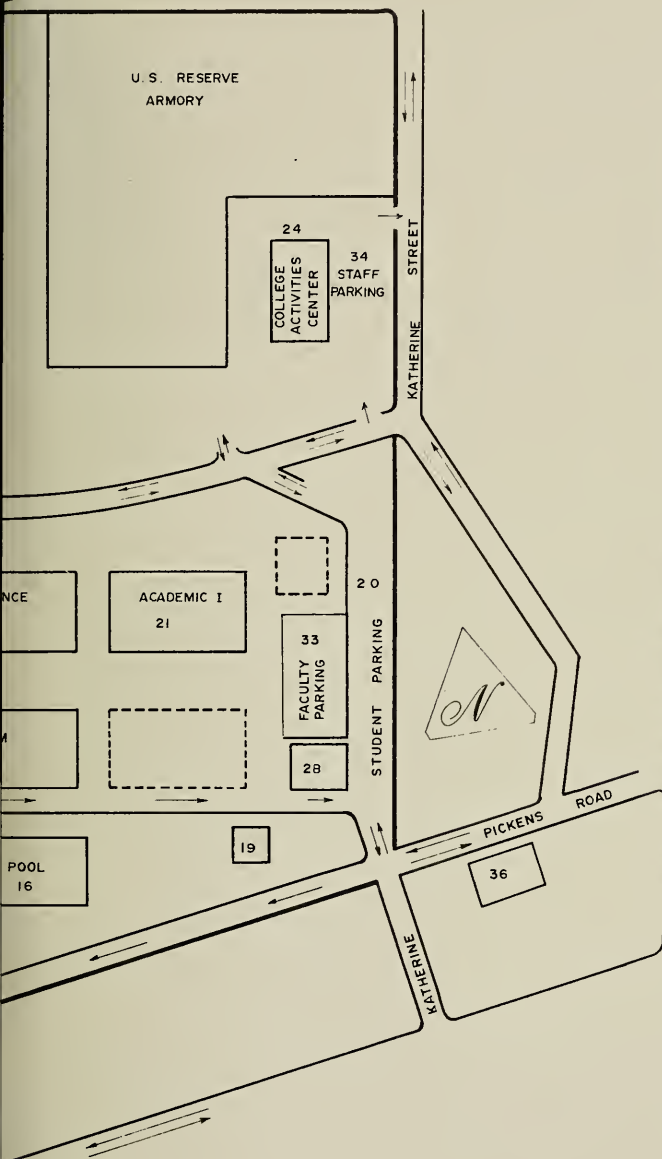 U.S. RESERVE
ARMORY
24
COLLEGE
ACTIVITIES
CENTER
34
STAFF
PARKING
KATHERINE STREET
NCE
ACADEMIC I
21
20
STUDENT PARKING
33
FACULTY
PARKING
N
M
28
19
POOL
16
PICKENS ROAD
36
KATHERINE